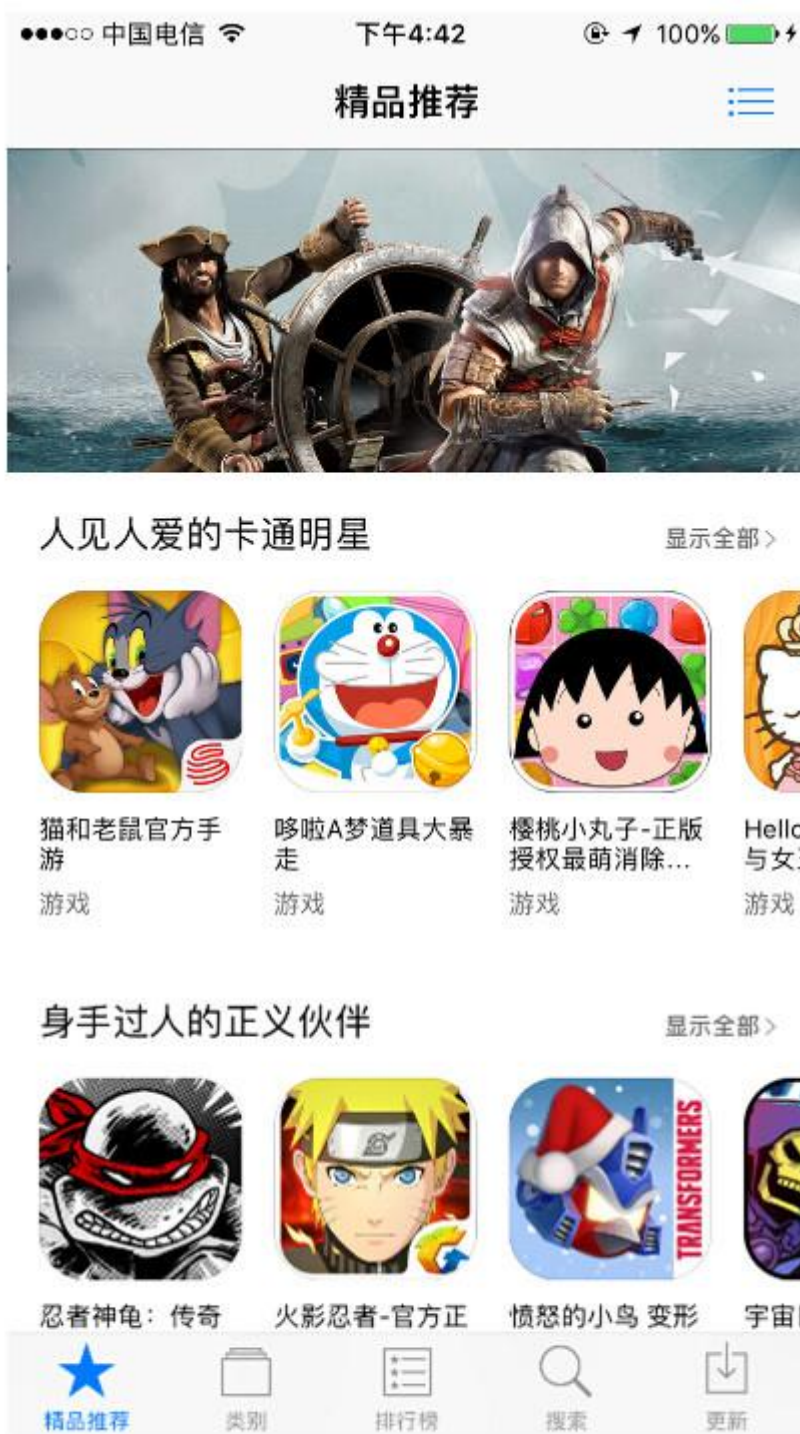 中国电信 下午4:42 100%
精品推荐
人见人爱的卡通明星 显示全部>
猫和老鼠官方手
游
游戏
哆啦A梦道具大暴
走
游戏
樱桃小丸子-正版
授权最萌消除...
游戏
Hello
与女
游戏
身手过人的正义伙伴 显示全部>
TRANSFORMERS
忍者神龟：传奇
火影忍者-官方正
愤怒的小鸟 变形
宇宙
精品推荐 类别 排行榜 搜索 更新